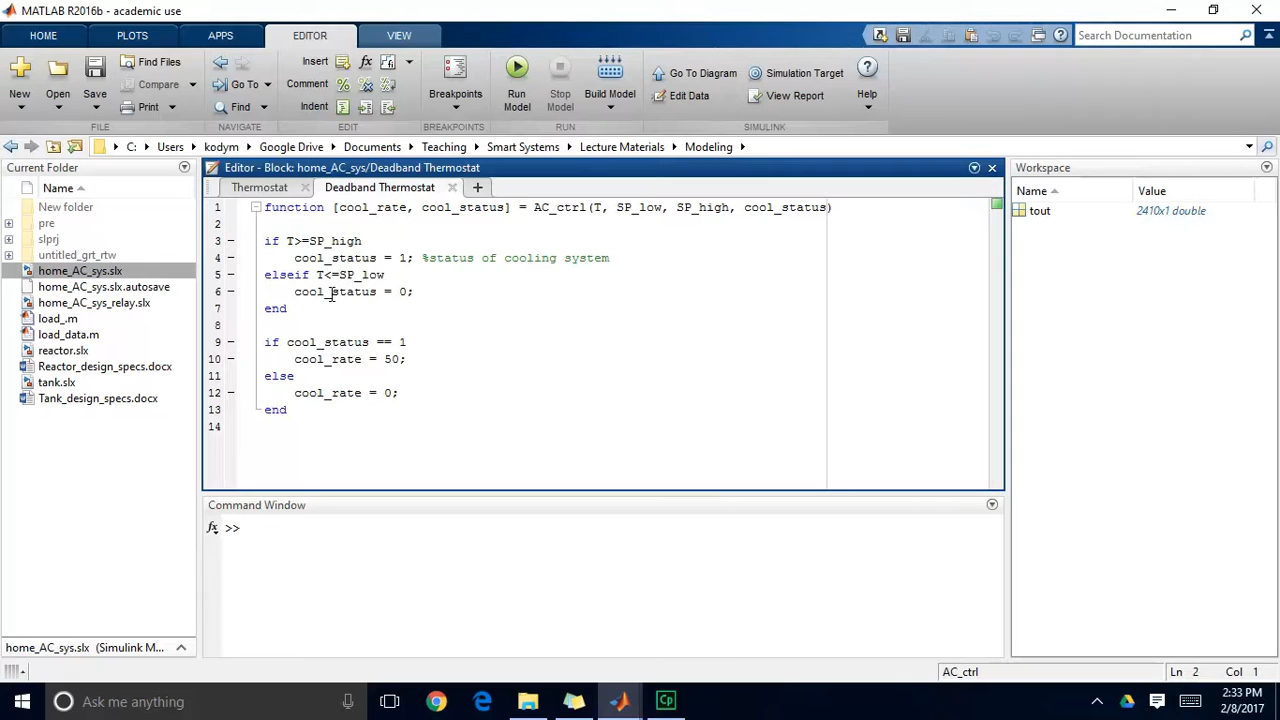 MATLAB R2016b - academic use
HOME PLOTS APPS EDITOR VIEW
Search Documentation
New
Open
Save
Find Files
Compare
Print
Go To
Find
Insert
Comment
Indent
Breakpoints
Run Model
Stop Model
Build Model
Go To Diagram
Edit Data
Simulation Target
View Report
Help
FILE NAVIGATE EDIT BREAKPOINTS RUN SIMULINK
C: Users kodym Google Drive Documents Teaching Smart Systems Lecture Materials Modeling
Current Folder
Name
New folder
pre
slprj
untitled_grt_rtw
home_AC_sys.slx
home_AC_sys.slx.autosave
home_AC_sys_relay.slx
load_.m
load_data.m
reactor.slx
Reactor_design_specs.docx
tank.slx
Tank_design_specs.docx
home_AC_sys.slx (Simulink M...
Editor - Block: home_AC_sys/Deadband Thermostat
Thermostat Deadband Thermostat
1 function [cool_rate, cool_status] = AC_ctrl(T, SP_low, SP_high, cool_status)
2
3 – if T>=SP_high
4 – cool_status = 1; %status of cooling system
5 – elseif T<=SP_low
6 – cool_status = 0;
7 – end
8
9 – if cool_status == 1
10 – cool_rate = 50;
11 – else
12 – cool_rate = 0;
13 – end
14
Command Window
fx >>
Workspace
Name Value
tout 2410x1 double
AC_ctrl Ln 2 Col 1
Ask me anything
Cp
2:33 PM
2/8/2017